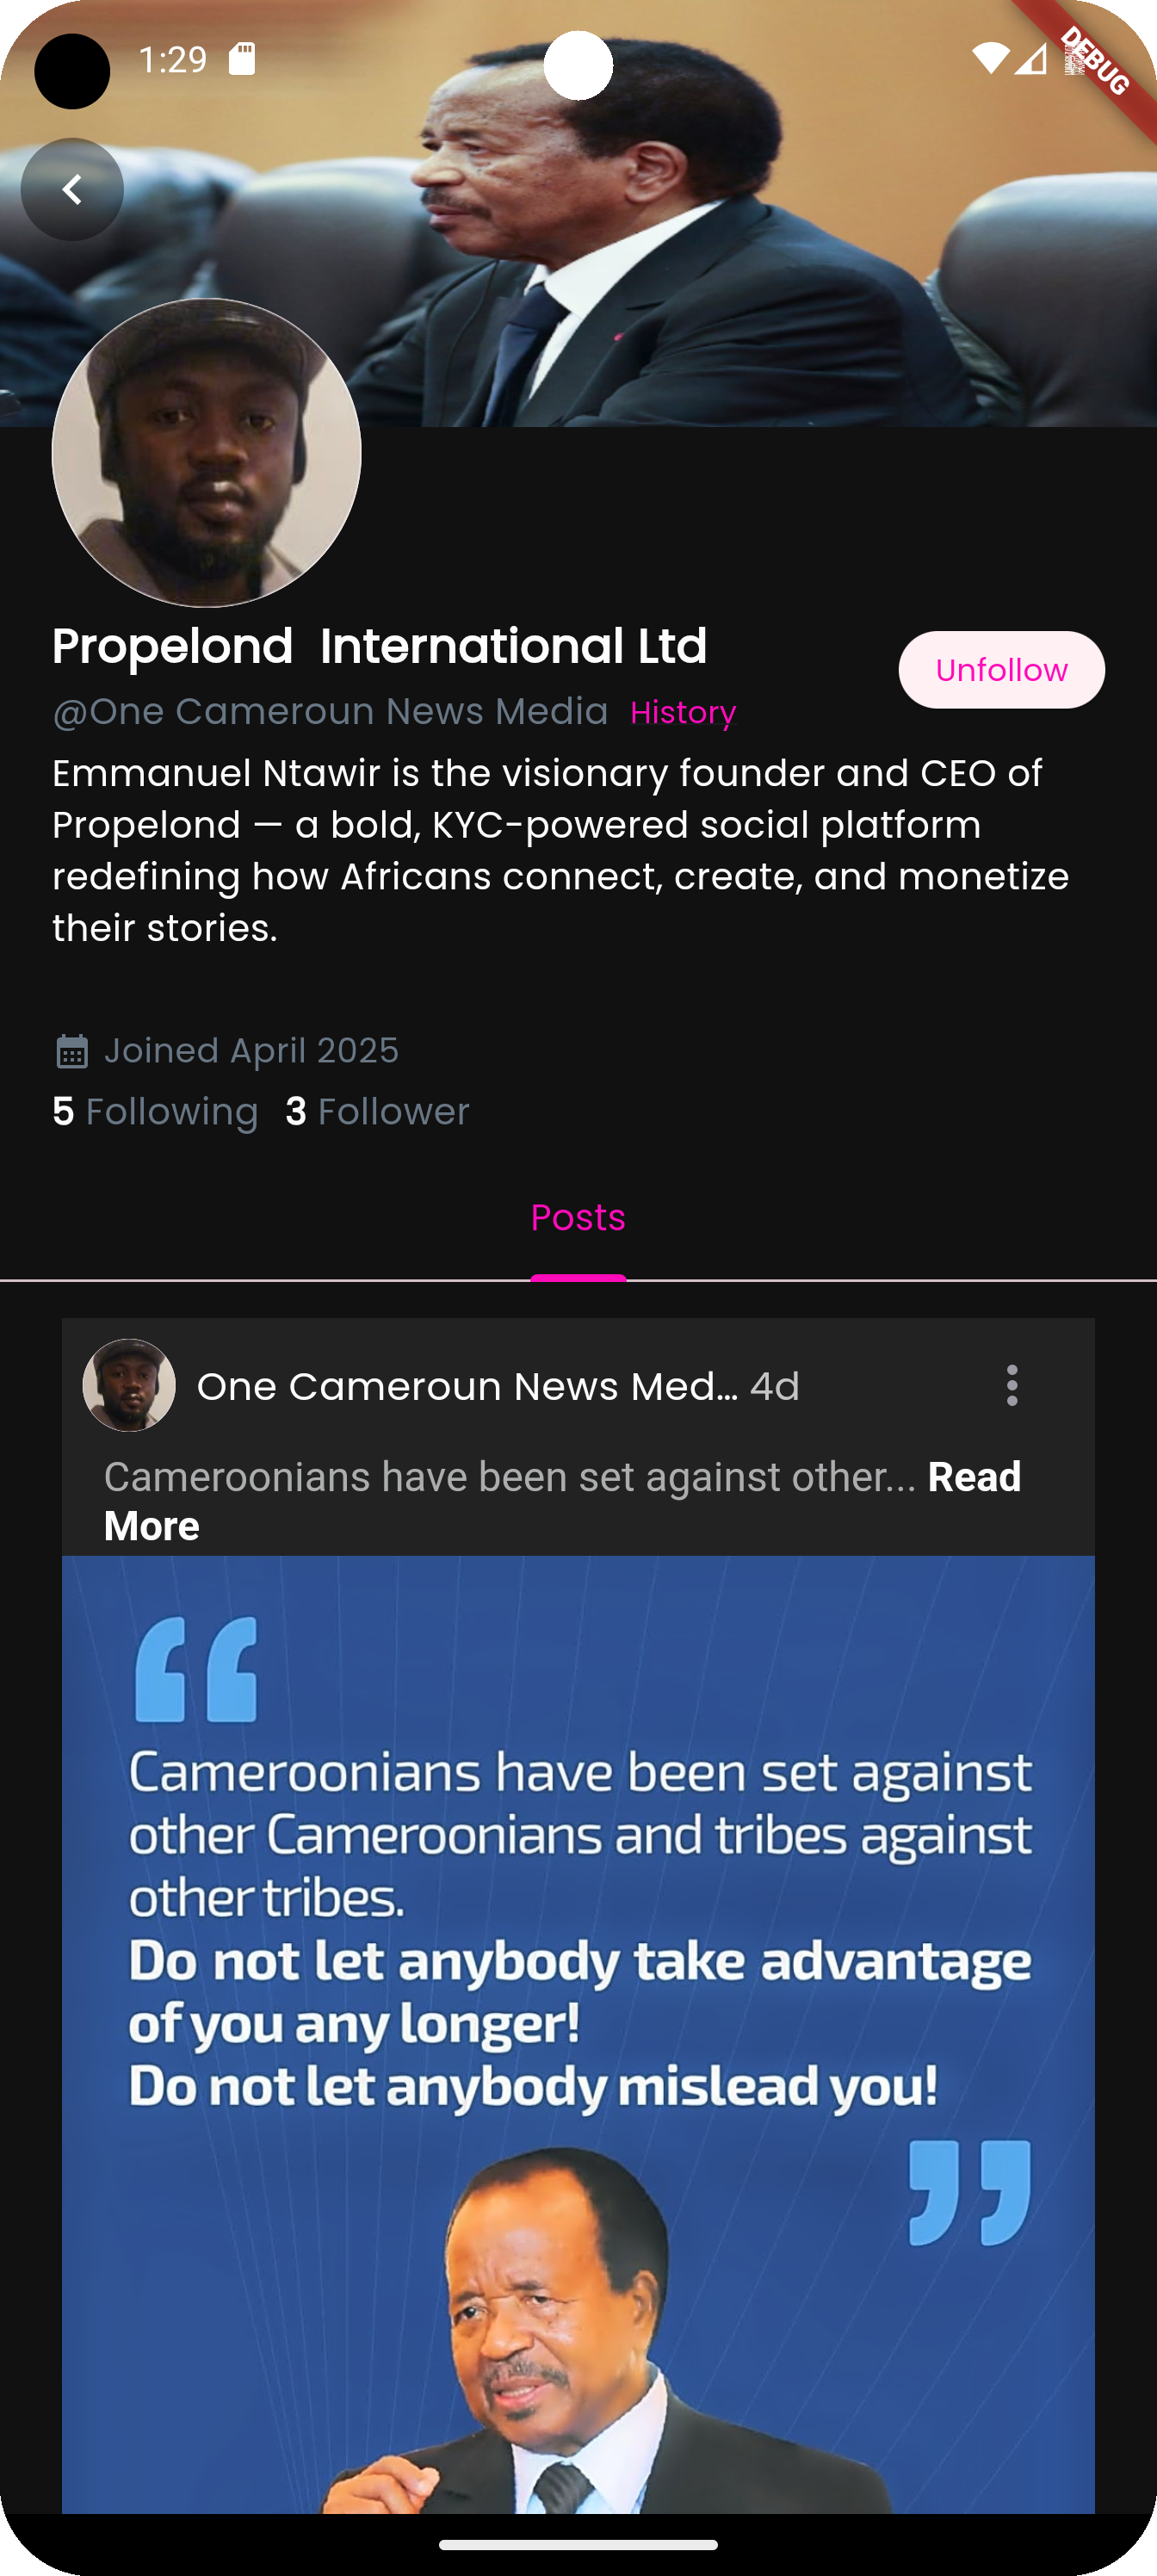 1:29
DEBUG
Propelond International Ltd
Unfollow
@One Cameroun News Media History
Emmanuel Ntawir is the visionary founder and CEO of
Propelond — a bold, KYC-powered social platform
redefining how Africans connect, create, and monetize
their stories.
Joined April 2025
5 Following 3 Follower
Posts
One Cameroun News Med... 4d
Cameroonians have been set against other... Read
More
“
Cameroonians have been set against
other Cameroonians and tribes against
other tribes.
Do not let anybody take advantage
of you any longer!
Do not let anybody mislead you!
”